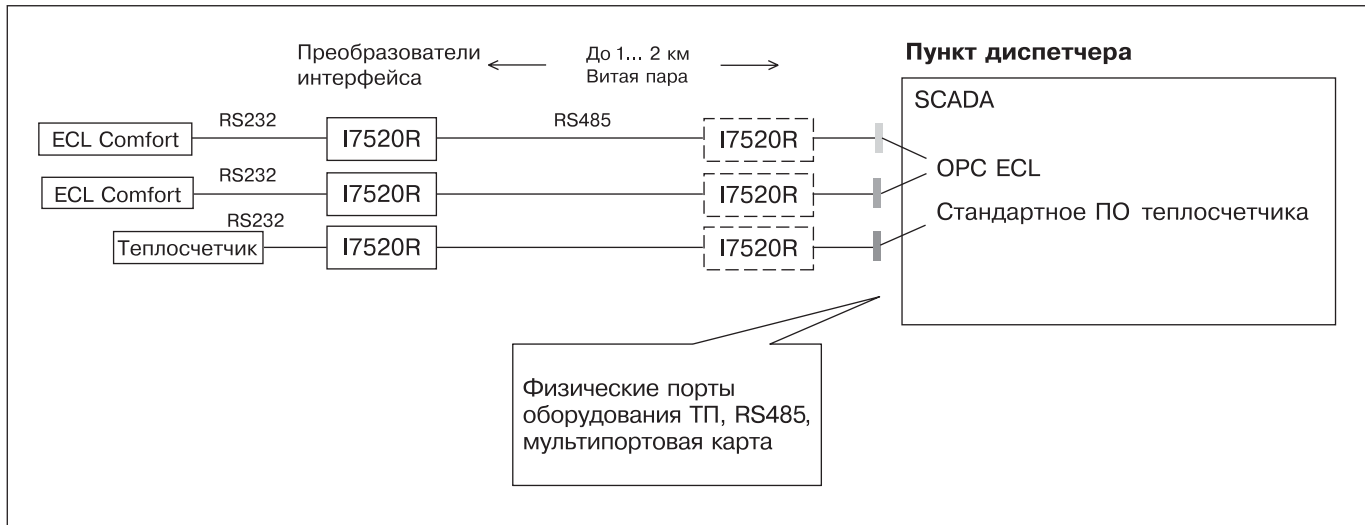 Преобразователи
интерфейса
До 1... 2 км
Витая пара
Пункт диспетчера
SCADA
ECL Comfort
RS232
I7520R
RS485
I7520R
ECL Comfort
RS232
I7520R
I7520R
OPC ECL
Теплосчетчик
RS232
I7520R
I7520R
Стандартное ПО теплосчетчика
Физические порты
оборудования ТП, RS485,
мультипортовая карта